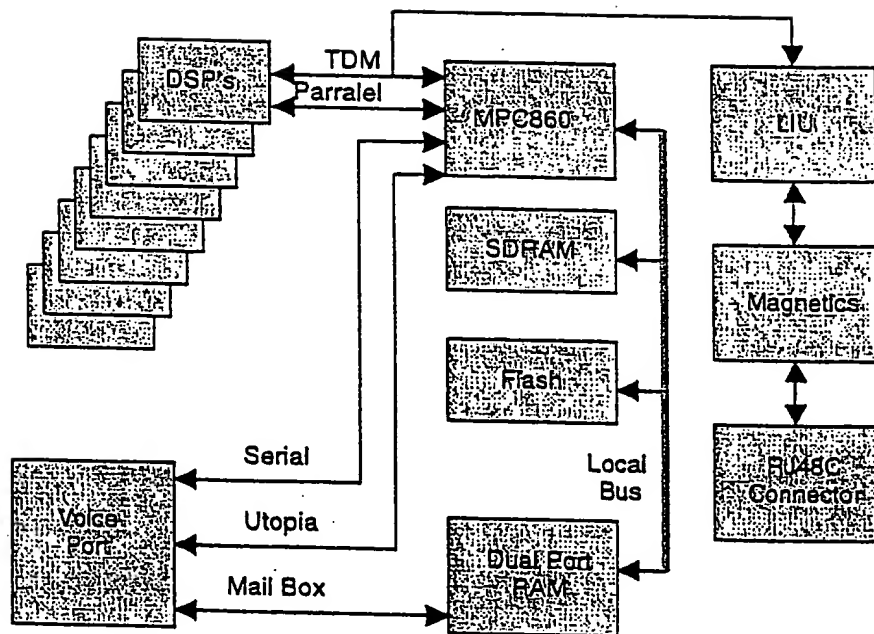 DSP's
TDM
Parralel
MPC860
LIU
SDRAM
Magnetics
Flash
Serial
Local
Bus
RJ48C
Connector
Voice
Port
Utopia
Dual Port
RAM
Mail Box